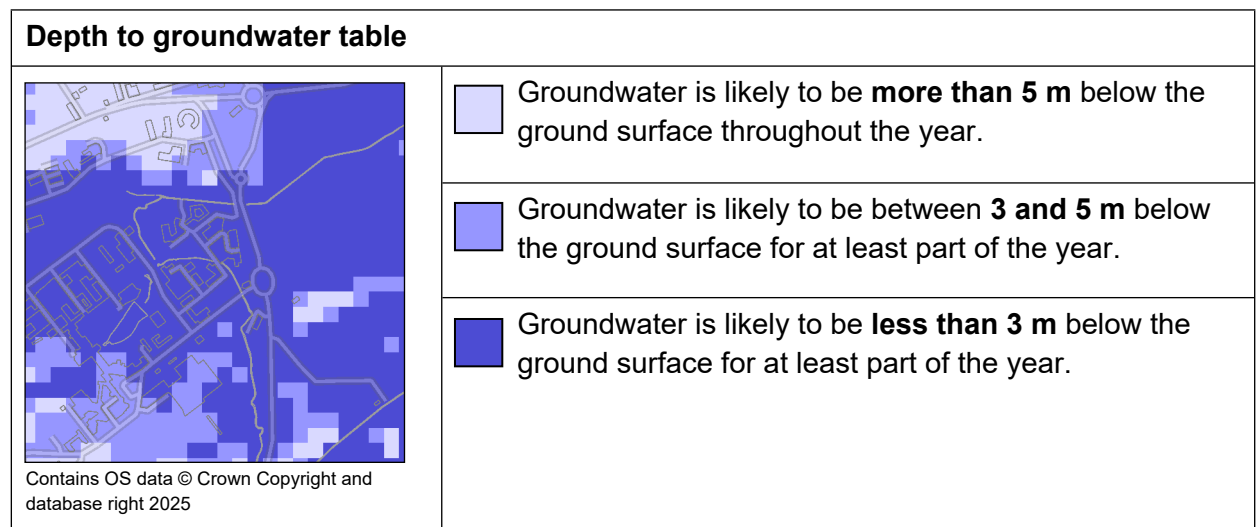 Depth to groundwater table
Groundwater is likely to be more than 5 m below the
ground surface throughout the year.
Groundwater is likely to be between 3 and 5 m below
the ground surface for at least part of the year.
Groundwater is likely to be less than 3 m below the
ground surface for at least part of the year.
Contains OS data © Crown Copyright and
database right 2025